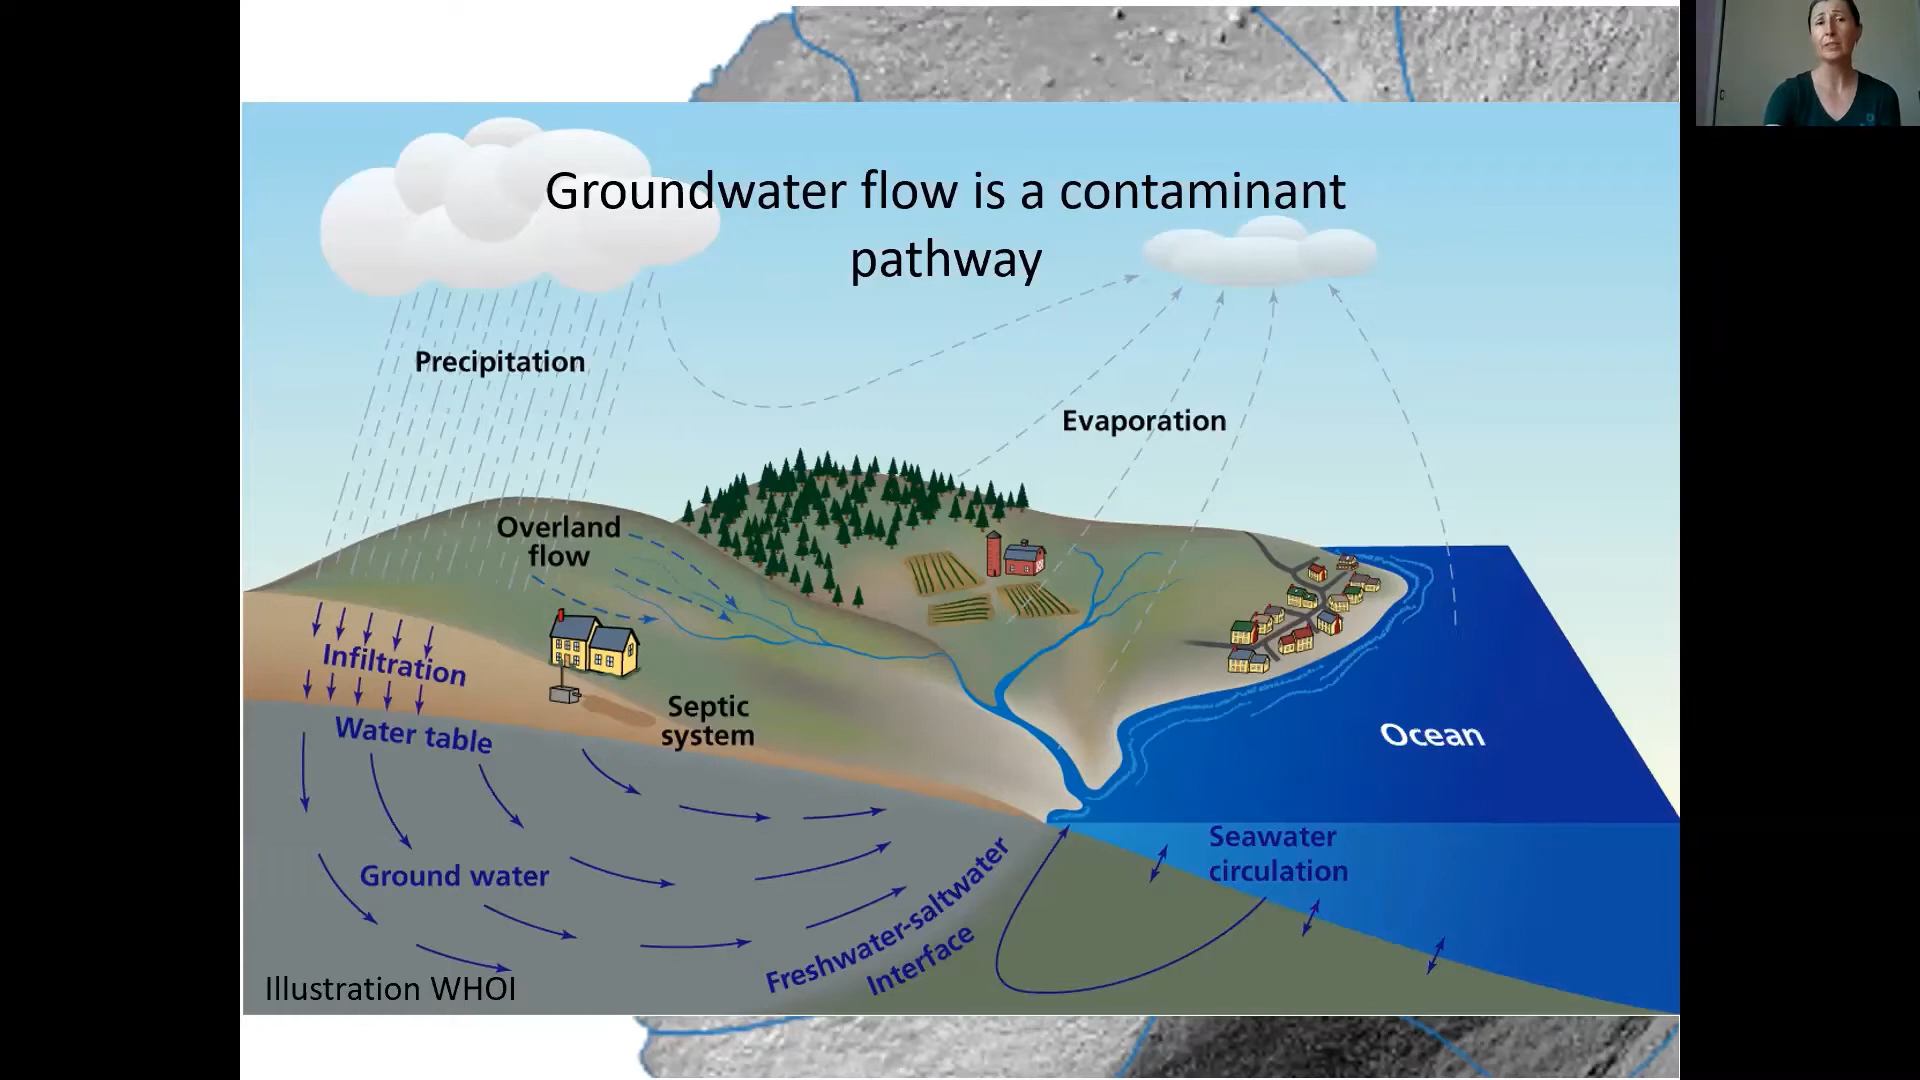 Groundwater flow is a contaminant
pathway
Precipitation
Evaporation
Overland
flow
Infiltration
Septic
system
Water table
Ocean
Seawater
circulation
Ground water
Freshwater-saltwater
Interface
Illustration WHOI